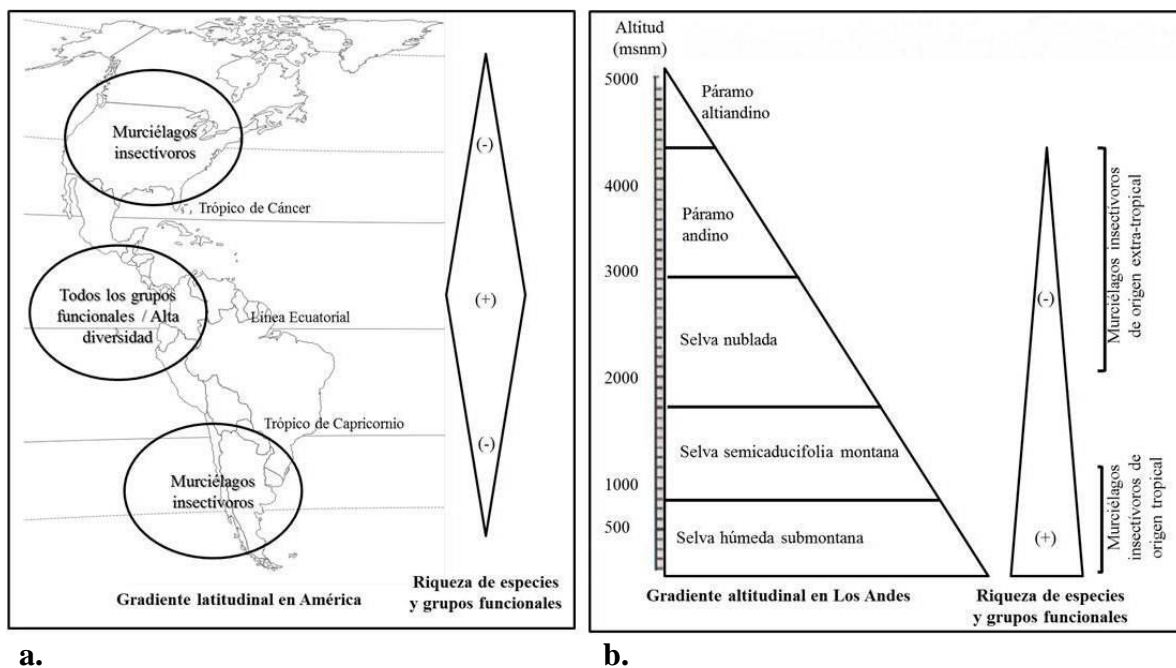 Murciélagos
insectívoros
(-)
Trópico de Cáncer
Todos los grupos
funcionales / Alta
diversidad
(+)
Línea Ecuatorial
Trópico de Capricornio
(-)
Murciélagos
insectívoros
Gradiente latitudinal en América
Riqueza de especies
y grupos funcionales
a.
Altitud
(msnm)
5000
4000
3000
2000
1000
500
Páramo
altiandino
Páramo
andino
Selva nublada
Selva semicaducifolia montana
Selva húmeda submontana
(-)
(+)
Murciélagos insectívoros
de origen extra-tropical
Murciélagos
insectívoros de
origen tropical
Gradiente altitudinal en Los Andes
Riqueza de especies
y grupos funcionales
b.